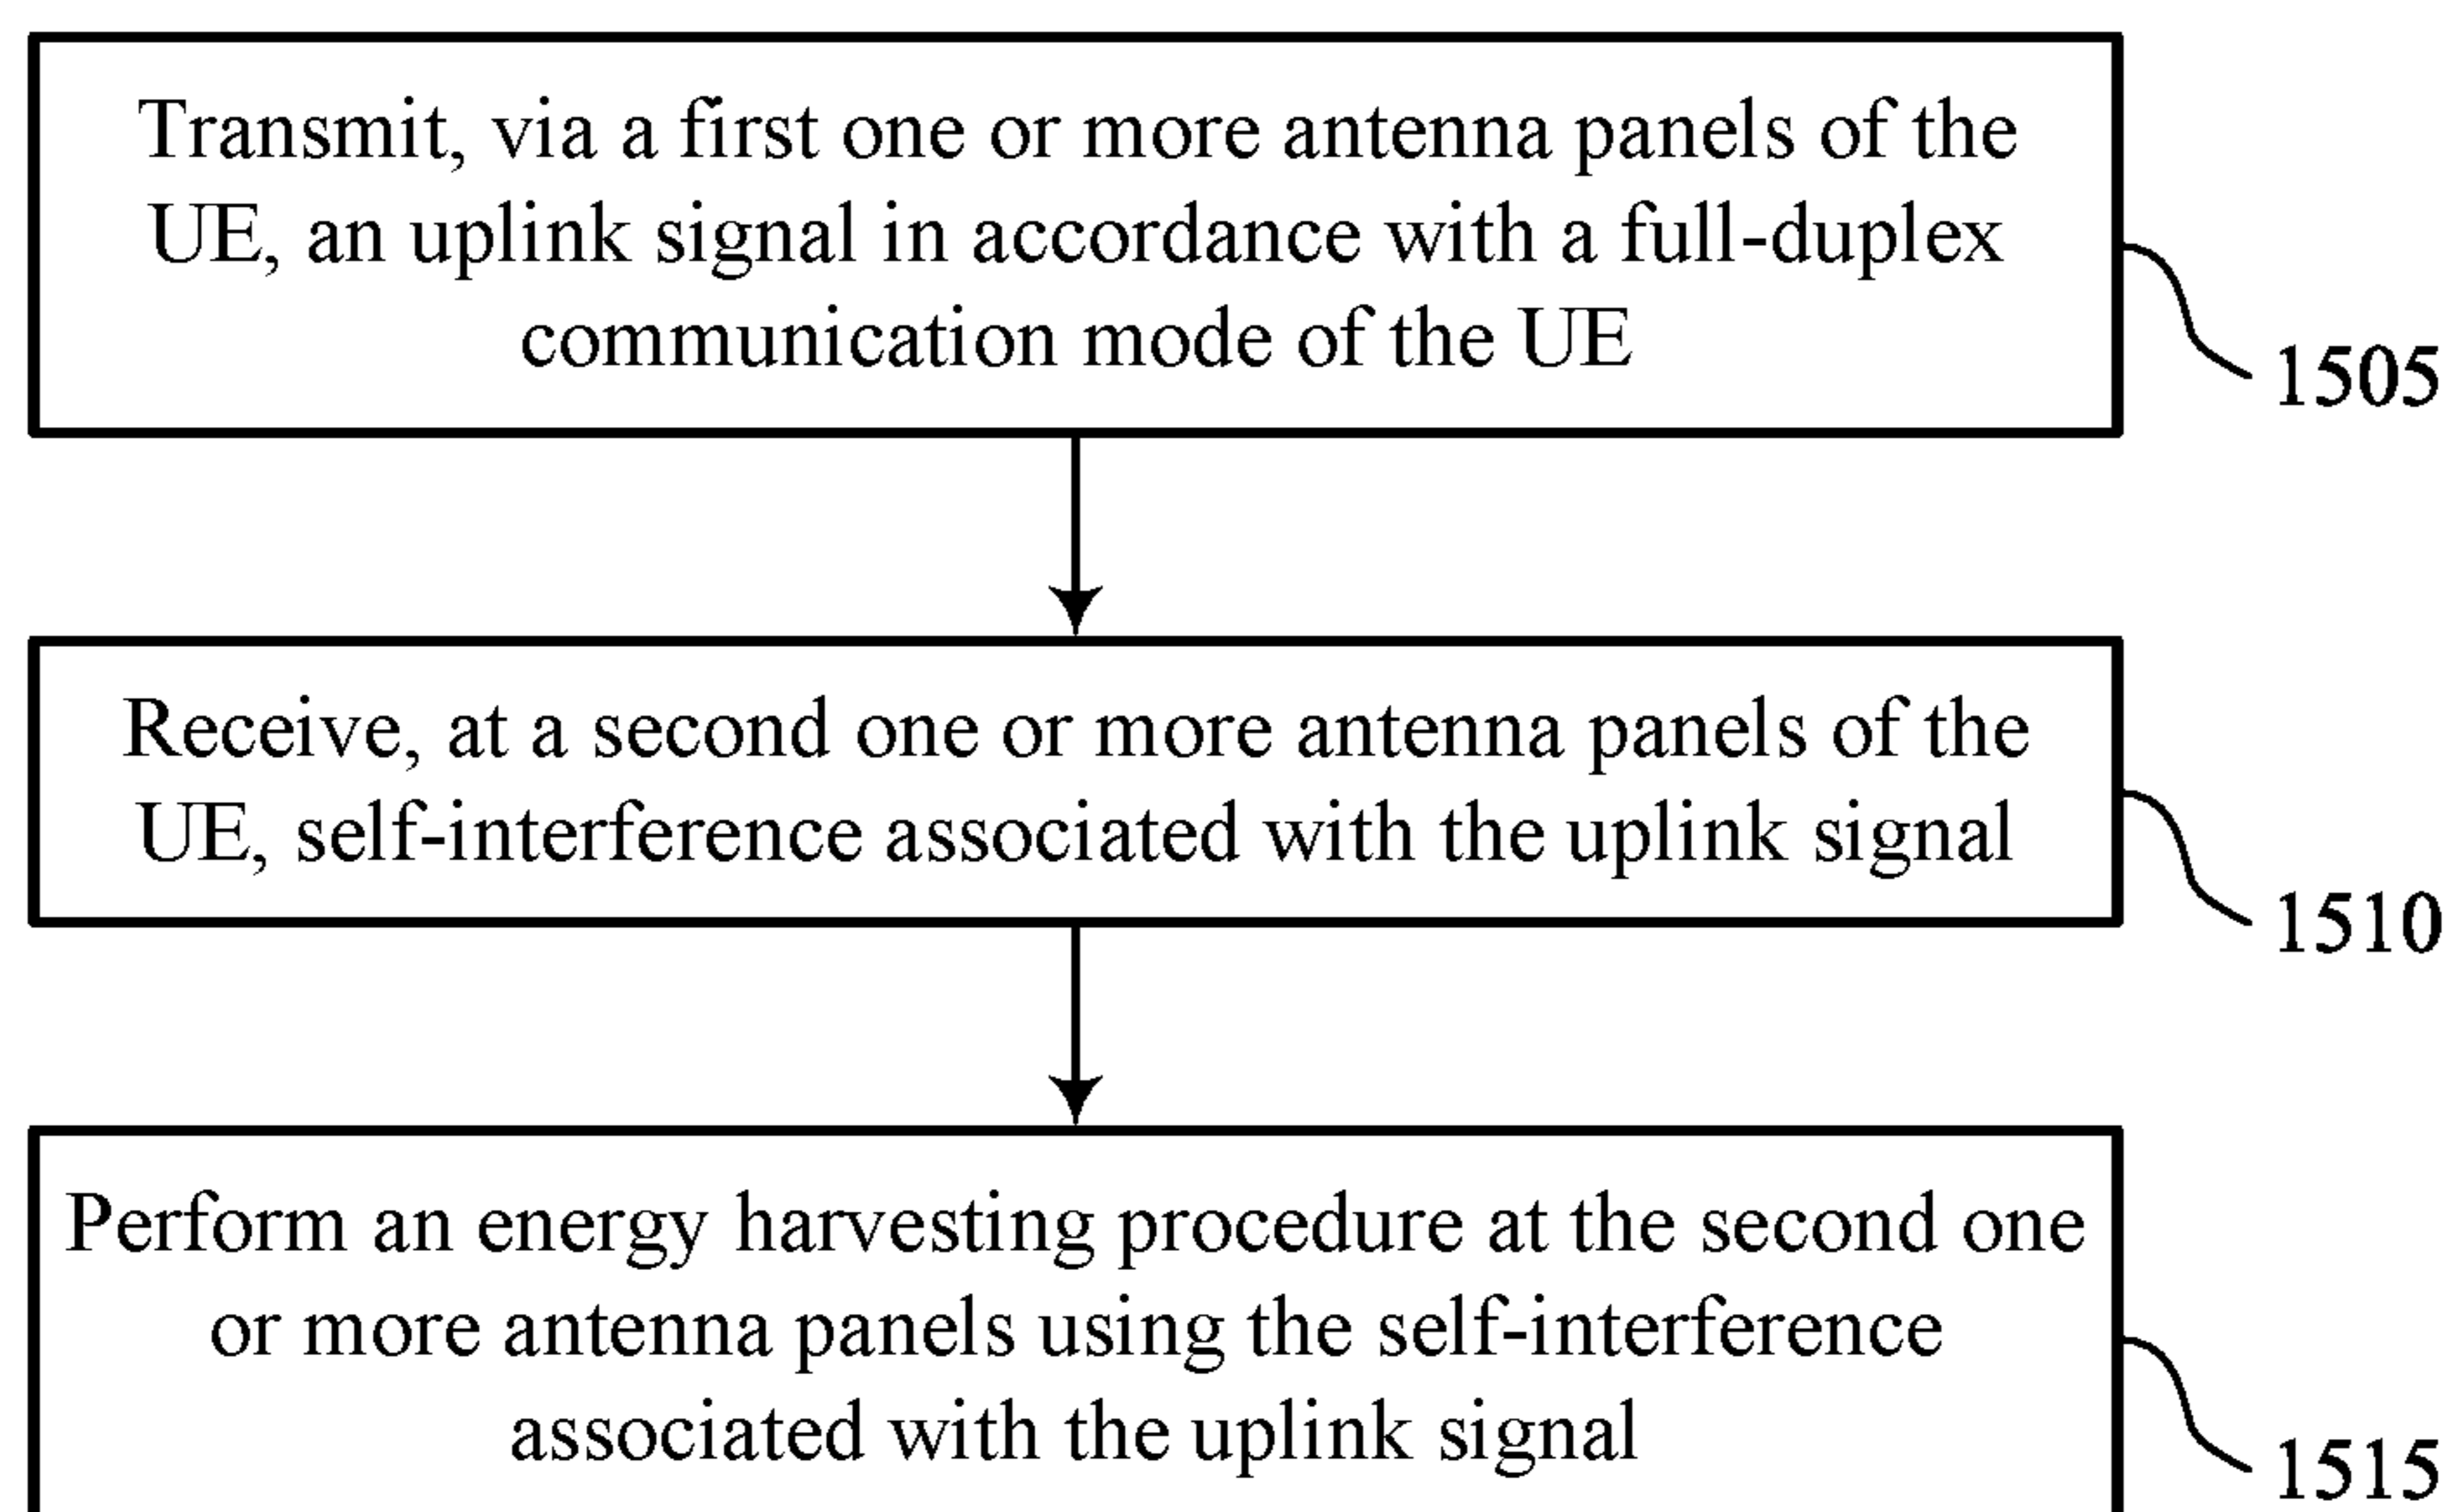 Transmit, via a first one or more antenna panels of the
UE, an uplink signal in accordance with a full-duplex
communication mode of the UE
1505
Receive, at a second one or more antenna panels of the
UE, self-interference associated with the uplink signal
1510
Perform an energy harvesting procedure at the second one
or more antenna panels using the self-interference
associated with the uplink signal
1515